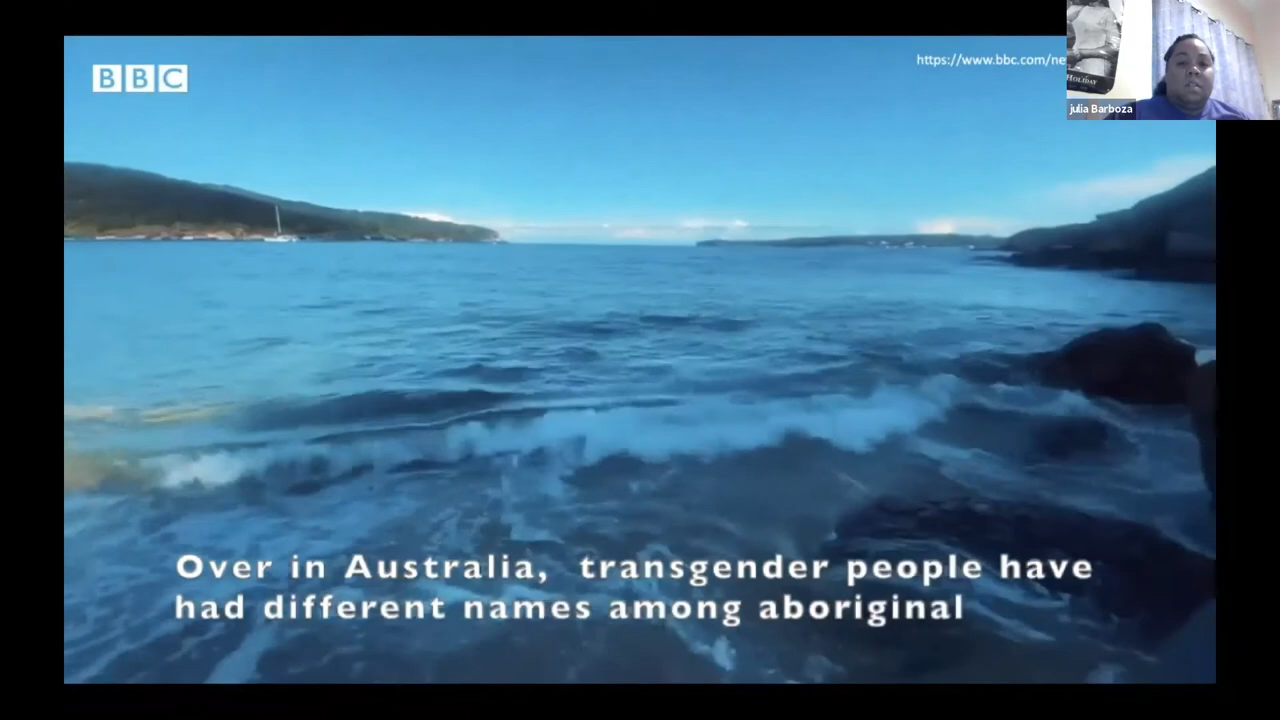 BBC
https://www.bbc.com/ne
HOLIDAY
julia Barboza
Over in Australia, transgender people have
had different names among aboriginal